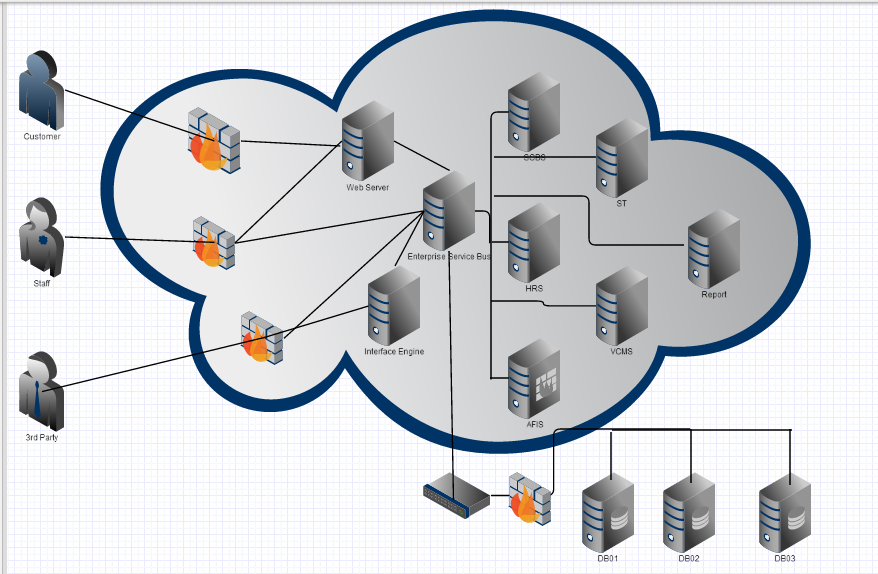 Customer
Web Server
SCBS
ST
Staff
Enterprise Service Bus
HRS
Report
Interface Engine
VCMS
3rd Party
AFIS
DB01
DB02
DB03